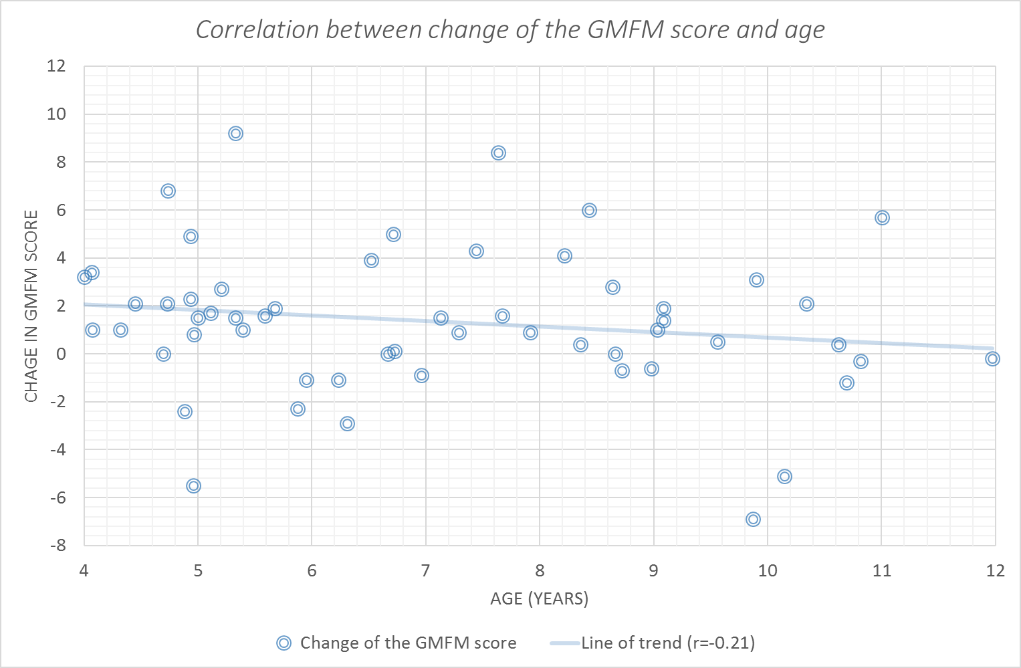 Correlation between change of the GMFM score and age
12
10
8
6
4
2
0
-2
-4
-6
-8
CHAGE IN GMFM SCORE
4 5 6 7 8 9 10 11 12
AGE (YEARS)
Change of the GMFM score Line of trend (r=-0.21)